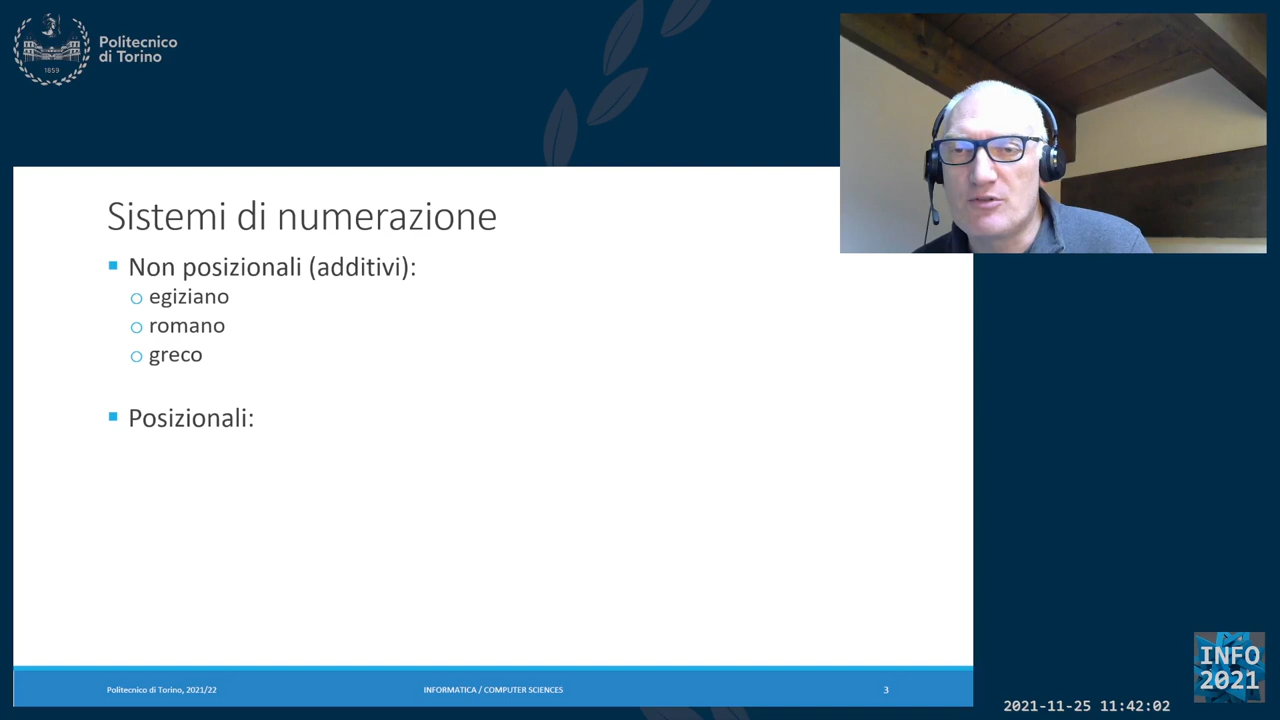 Politecnico
di Torino
1859
Sistemi di numerazione
Non posizionali (additivi):
egiziano
romano
greco
Posizionali:
Politecnico di Torino, 2021/22
INFORMATICA / COMPUTER SCIENCES
3
INFO
2021
2021-11-25 11:42:02